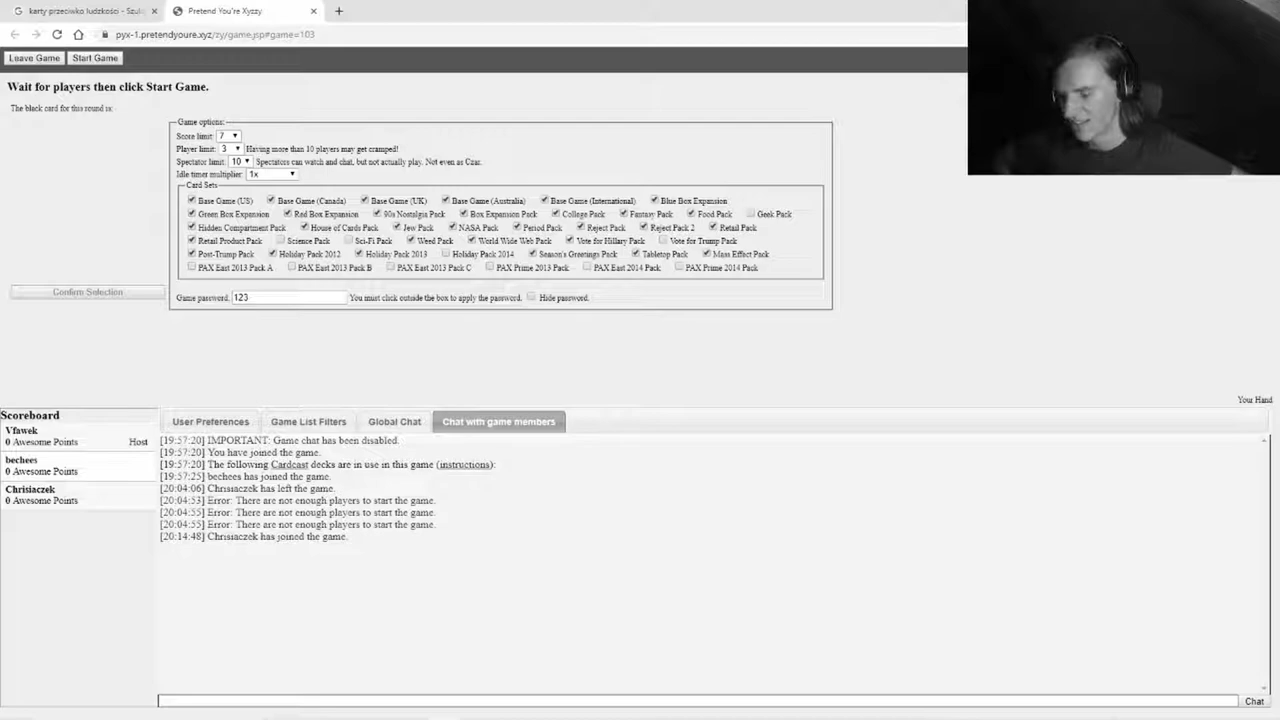 karty przeciwko ludzkości - Szuk
Pretend You're Xyzzy
pyx-1.pretendyoure.xyz/zy/game.jsp#game=103
Leave Game Start Game
Wait for players then click Start Game.
The black card for this round is:
Game options:
Score limit: 7
Player limit: 3 Having more than 10 players may get cramped!
Spectator limit: 10 Spectators can watch and chat, but not actually play. Not even as Czar.
Idle timer multiplier: 1x
Card Sets
Base Game (US) Base Game (Canada) Base Game (UK) Base Game (Australia) Base Game (International) Blue Box Expansion
Green Box Expansion Red Box Expansion 90s Nostalgia Pack Box Expansion Pack College Pack Fantasy Pack Food Pack Geek Pack
Hidden Compartment Pack House of Cards Pack Jew Pack NASA Pack Period Pack Reject Pack Reject Pack 2 Retail Pack
Retail Product Pack Science Pack Sci-Fi Pack Weed Pack World Wide Web Pack Vote for Hillary Pack Vote for Trump Pack
Post-Trump Pack Holiday Pack 2012 Holiday Pack 2013 Holiday Pack 2014 Season's Greetings Pack Tabletop Pack Mass Effect Pack
PAX East 2013 Pack A PAX East 2013 Pack B PAX East 2013 Pack C PAX Prime 2013 Pack PAX East 2014 Pack PAX Prime 2014 Pack
Confirm Selection
Game password: 123 You must click outside the box to apply the password. Hide password.
Your Hand
Scoreboard
Vfawek
0 Awesome Points Host
bechees
0 Awesome Points
Chrisiaczek
0 Awesome Points
User Preferences Game List Filters Global Chat Chat with game members
[19:57:20] IMPORTANT: Game chat has been disabled.
[19:57:20] You have joined the game.
[19:57:20] The following Cardcast decks are in use in this game (instructions):
[19:57:25] bechees has joined the game.
[20:04:06] Chrisiaczek has left the game.
[20:04:53] Error: There are not enough players to start the game.
[20:04:55] Error: There are not enough players to start the game.
[20:04:55] Error: There are not enough players to start the game.
[20:14:48] Chrisiaczek has joined the game.
Chat